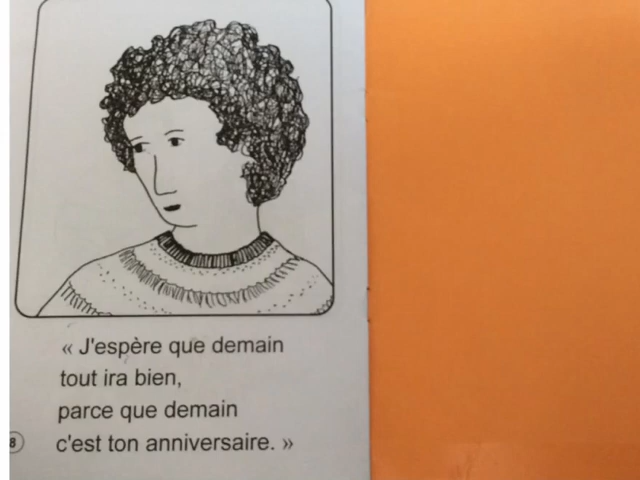 « J'espère que demain
tout ira bien,
parce que demain
c'est ton anniversaire. »
8